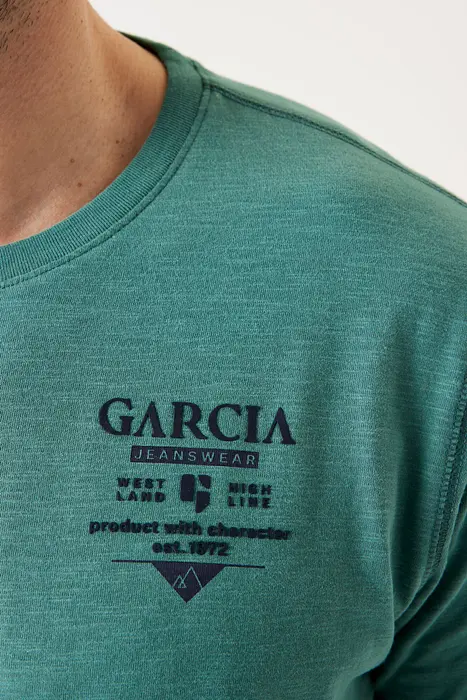 GARCIA
JEANSWEAR
WEST HIGH
LAND LINE
product with character
est. 1972